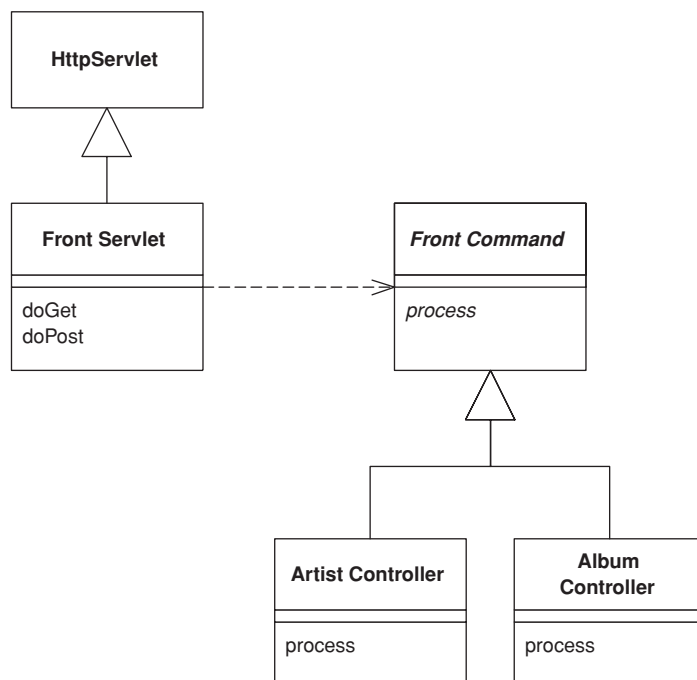 HttpServlet
Front Servlet
doGet
doPost
Front Command
process
Artist Controller
process
Album
Controller
process